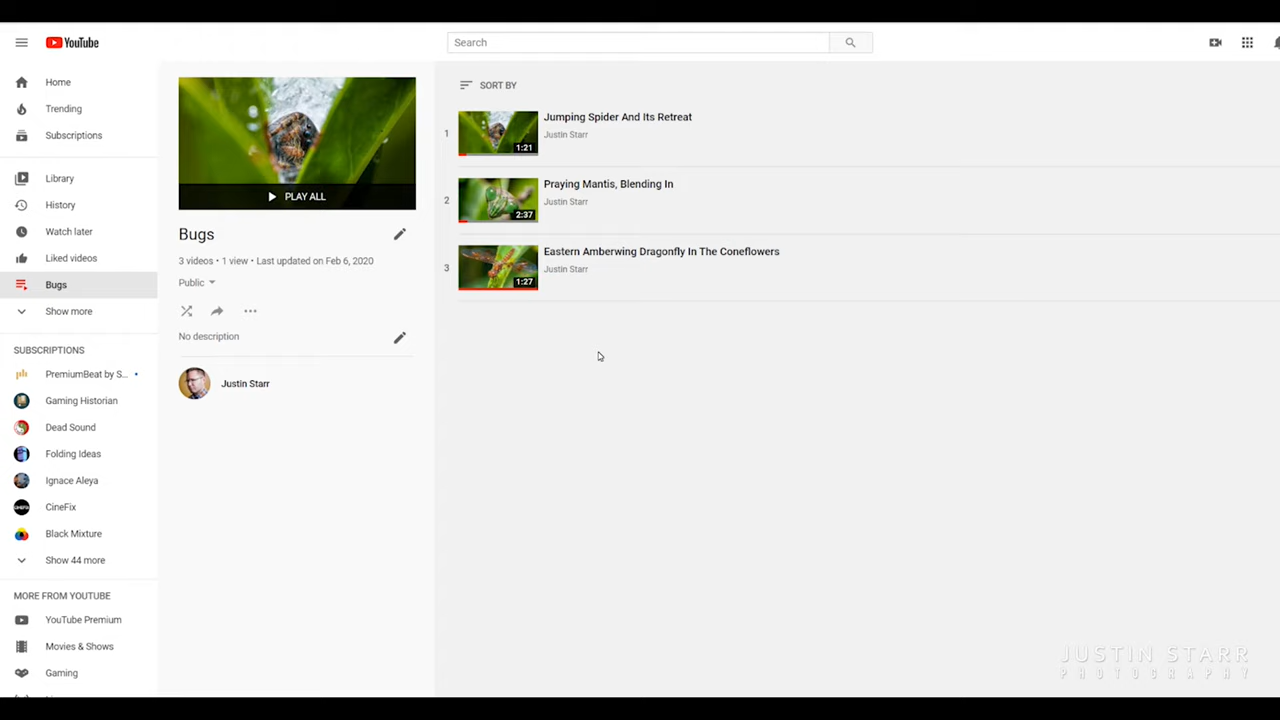 YouTube
Search
Home
Trending
Subscriptions
Library
History
Watch later
Liked videos
Bugs
Show more
SUBSCRIPTIONS
PremiumBeat by S...
Gaming Historian
Dead Sound
Folding Ideas
Ignace Aleya
CineFix
Black Mixture
Show 44 more
MORE FROM YOUTUBE
YouTube Premium
Movies & Shows
Gaming
PLAY ALL
Bugs
3 videos • 1 view • Last updated on Feb 6, 2020
Public
No description
Justin Starr
SORT BY
1
1:21
Jumping Spider And Its Retreat
Justin Starr
2
2:37
Praying Mantis, Blending In
Justin Starr
3
1:27
Eastern Amberwing Dragonfly In The Coneflowers
Justin Starr
JUSTIN STARR
PHOTOGRAPHY